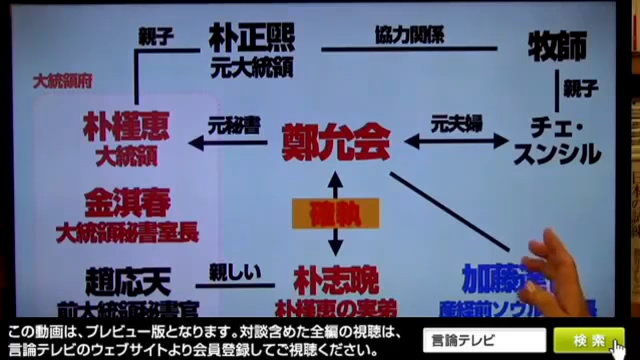 親子
朴正煕
元大統領
協力関係
牧師
大統領府
親子
朴槿恵
大統領
元秘書
鄭允会
元夫婦
チェ・
スンシル
金淇春
大統領秘書室長
確執
趙応天
前大統領秘書官
親しい
朴志晩
朴槿恵の実弟
加藤
産経前ソウル
この動画は、プレビュー版となります。対談含めた全編の視聴は、
言論テレビのウェブサイトより会員登録してご視聴ください。
言論テレビ
検索